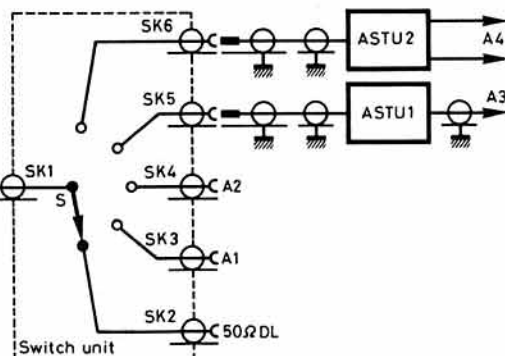 SK6
ASTU2
A4
SK5
ASTU1
A3
SK1
SK4
A2
S
SK3
A1
SK2
50Ω DL
Switch unit